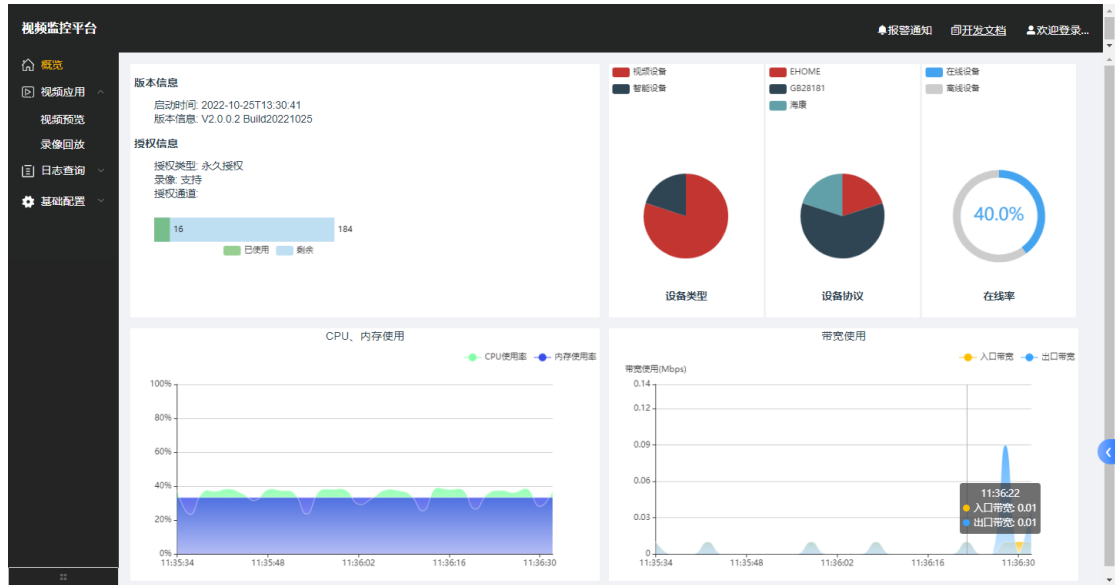 视频监控平台
报警通知 开发文档 欢迎登录...
概览
视频应用
视频预览
录像回放
日志查询
基础配置
版本信息
启动时间: 2022-10-25T13:30:41
版本信息: V2.0.0.2 Build20221025
授权信息
授权类型: 永久授权
录像: 支持
授权通道:
16 184
已使用 剩余
视频设备
智能设备
设备类型
EHOME
GB28181
海康
设备协议
在线设备
离线设备
40.0%
在线率
CPU、内存使用
CPU使用率 内存使用率
100%
80%
60%
40%
20%
0%
11:35:34 11:35:48 11:36:02 11:36:16 11:36:30
带宽使用
入口带宽 出口带宽
带宽使用(Mbps)
0.14
0.12
0.09
0.06
0.03
0
11:36:22
入口带宽: 0.01
出口带宽: 0.01
11:35:34 11:35:48 11:36:02 11:36:16 11:36:30